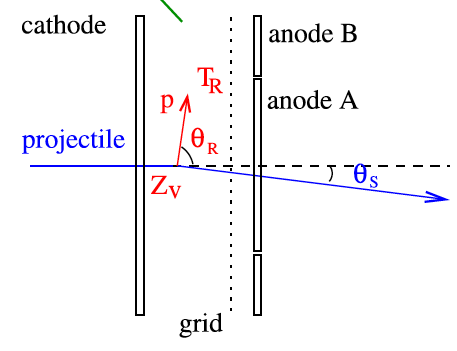 cathode
anode B
T_R
p
anode A
projectile
θ_R
Z_V
θ_S
grid